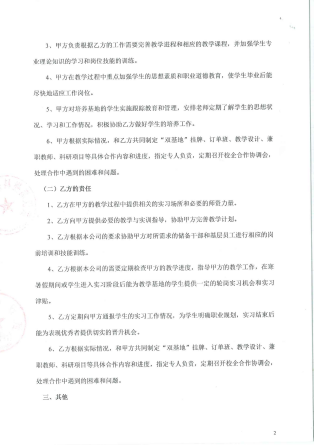 3、甲方负责根据乙方的工作需要完善教学进程和相应的教学课程，并加强学生专
业理论知识的学习和岗位技能的训练。
4、甲方在教学过程中重点加强学生的思想素质和职业道德教育，使学生毕业后能
尽快地适应工作岗位。
5、甲方对培养基地的学生实施跟踪教育和管理，安排老师定期了解学生的思想状
况、学习和工作情况，积极协助乙方做好学生的培养工作。
6、甲方根据实际情况，和乙方共同制定“双基地”挂牌、订单班、教学设计、兼
职教师、科研项目等具体合作内容和进度，指定专人负责，定期召开校企合作协调会，
处理合作中遇到的困难和问题。
（二）乙方的责任
1、乙方在甲方的教学过程中提供相关的实习场所和必要的师资力量。
2、乙方向甲方提供必要的教学与实训指导，协助甲方完善教学计划。
3、乙方根据本公司的要求协助甲方对所需求的储备干部和基层员工进行相应的岗
前培训和技能训练。
4、乙方根据本公司的需要定期检查甲方的教学进度，指导甲方的教学工作，在迎
暑假期间或学生进入实习阶段后能为教学基地的学生提供一定的轮岗实习机会和实习
津贴。
5、乙方定期向甲方通报学生的实习工作情况，为学生明确职业规划，实习结束后
能为表现优秀者提供切实的晋升机会。
6、乙方根据实际情况，和甲方共同制定“双基地”挂牌、订单班、教学设计、兼
职教师、科研项目等具体合作内容和进度，指定专人负责，定期召开校企合作协调会，
处理合作中遇到的困难和问题。
三、其他
2